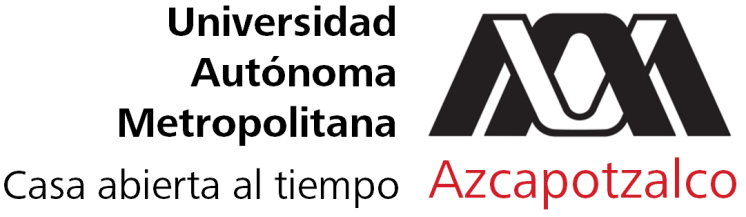 Universidad
Autónoma
Metropolitana
Casa abierta al tiempo
Azcapotzalco